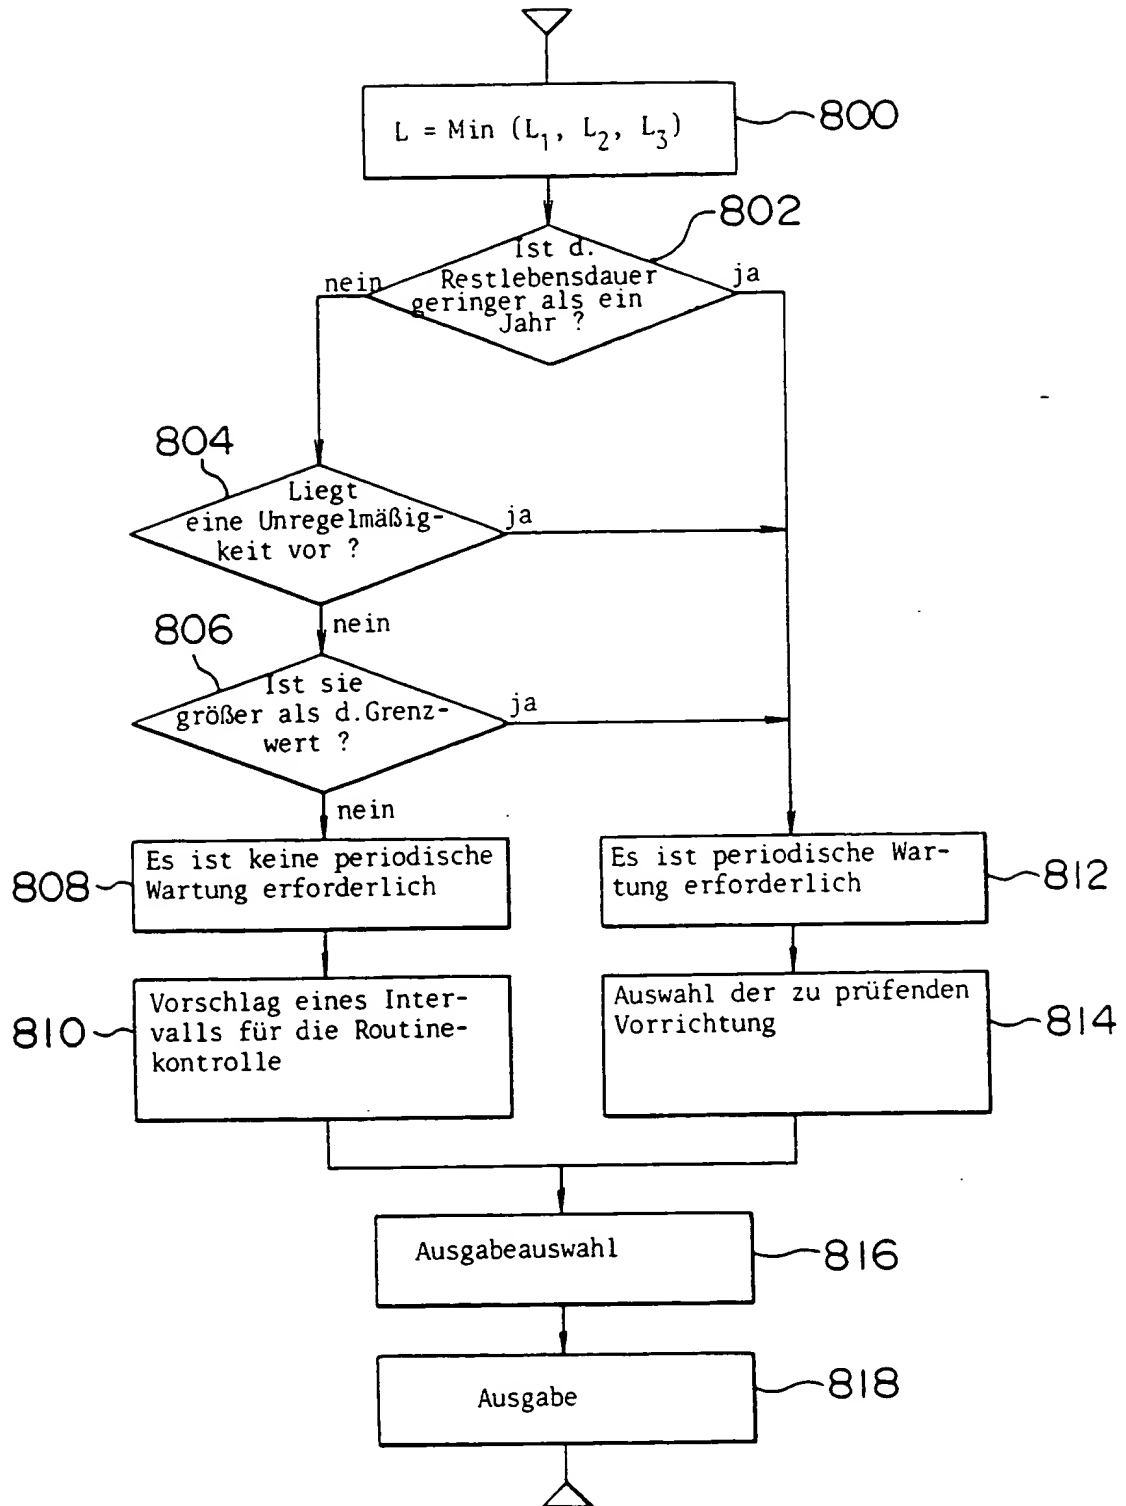 L = Min (L₁, L₂, L₃)
800
802
Ist d.
Restlebensdauer
geringer als ein
Jahr ?
nein
ja
804
Liegt
eine Unregelmäßig-
keit vor ?
ja
nein
806
Ist sie
größer als d.Grenz-
wert ?
ja
nein
Es ist keine periodische
Wartung erforderlich
808
Es ist periodische War-
tung erforderlich
812
Vorschlag eines Inter-
valls für die Routine-
kontrolle
810
Auswahl der zu prüfenden
Vorrichtung
814
Ausgabeauswahl
816
Ausgabe
818